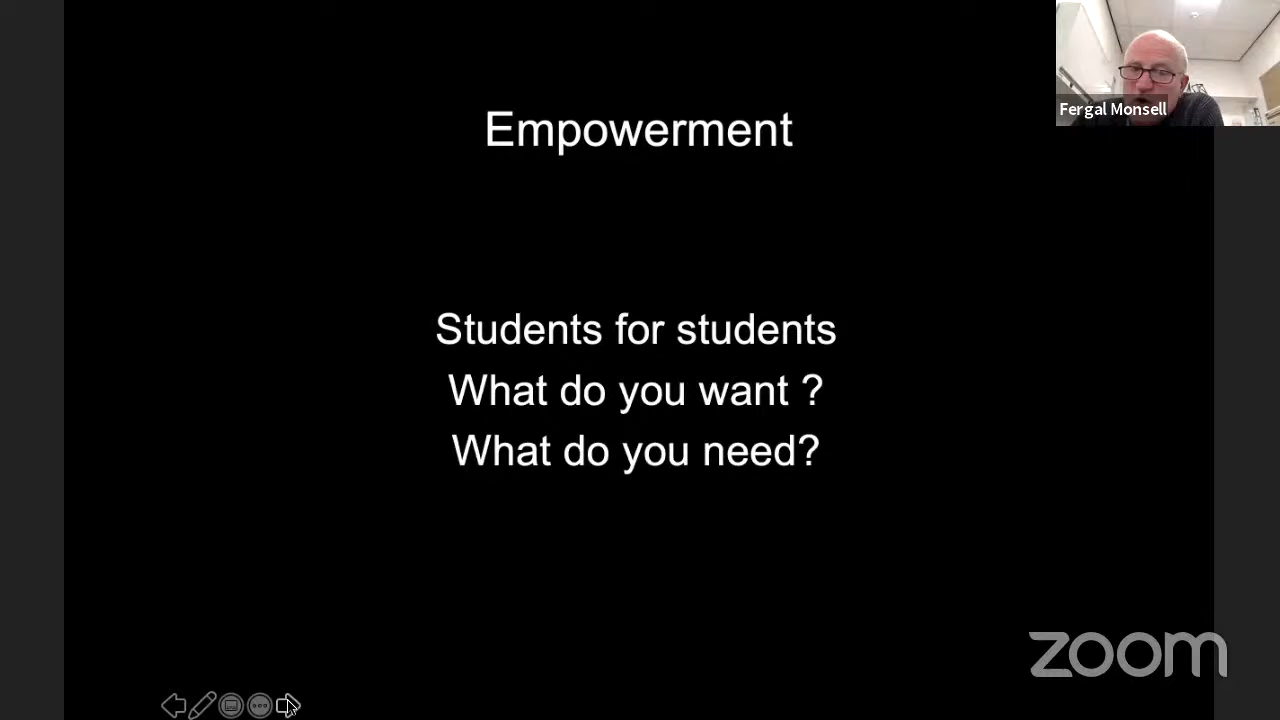 Fergal Monsell
Empowerment
Students for students
What do you want ?
What do you need?
zoom